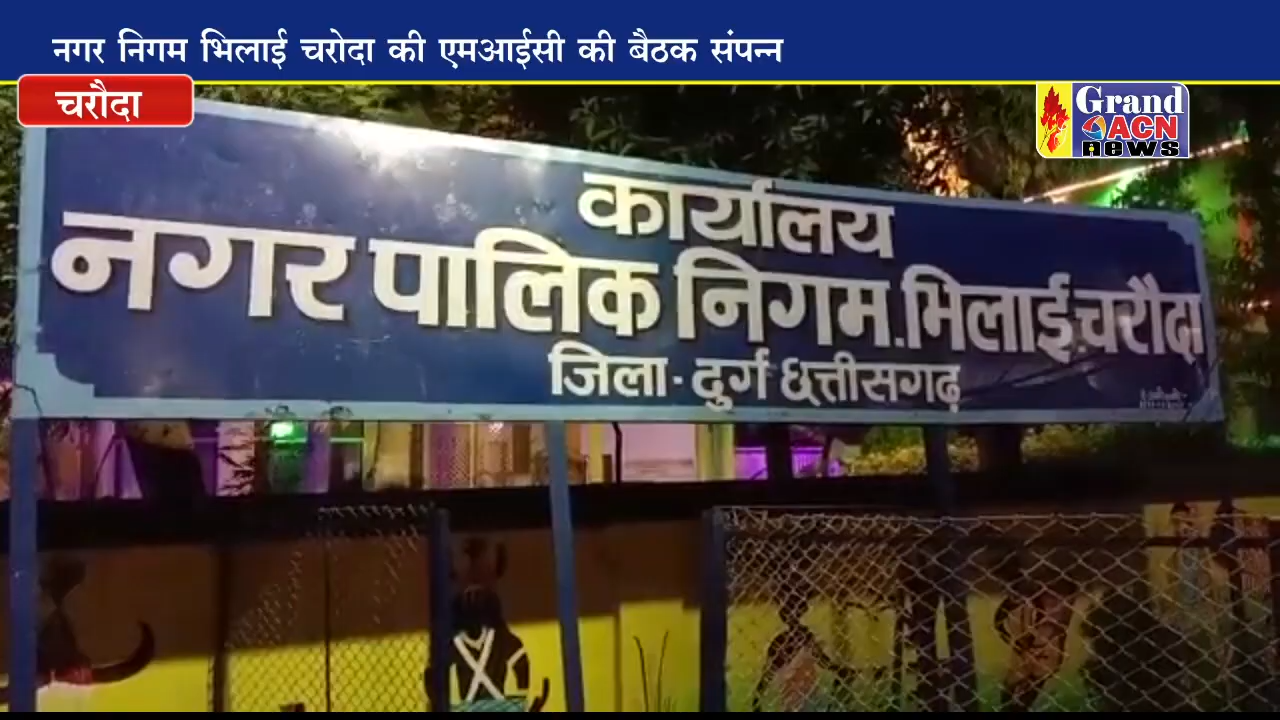 नगर निगम भिलाई चरोदा की एमआईसी की बैठक संपन्न
चरौदा
Grand
ACN
news
कार्यालय
नगर पालिक निगम.भिलाई.चरौदा
जिला-दुर्ग छत्तीसगढ़